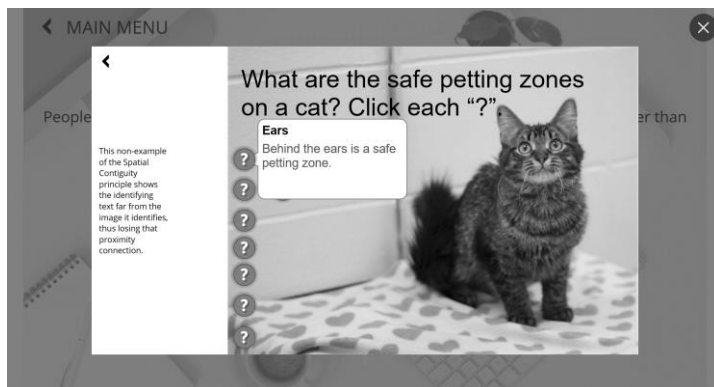 MAIN MENU
People
er than
This non-example
of the Spatial
Contiguity
principle shows
the identifying
text far from the
image it identifies,
thus losing that
proximity
connection.
What are the safe petting zones
on a cat? Click each “?”.
Ears
Behind the ears is a safe
petting zone.
?
?
?
?
?
?
?